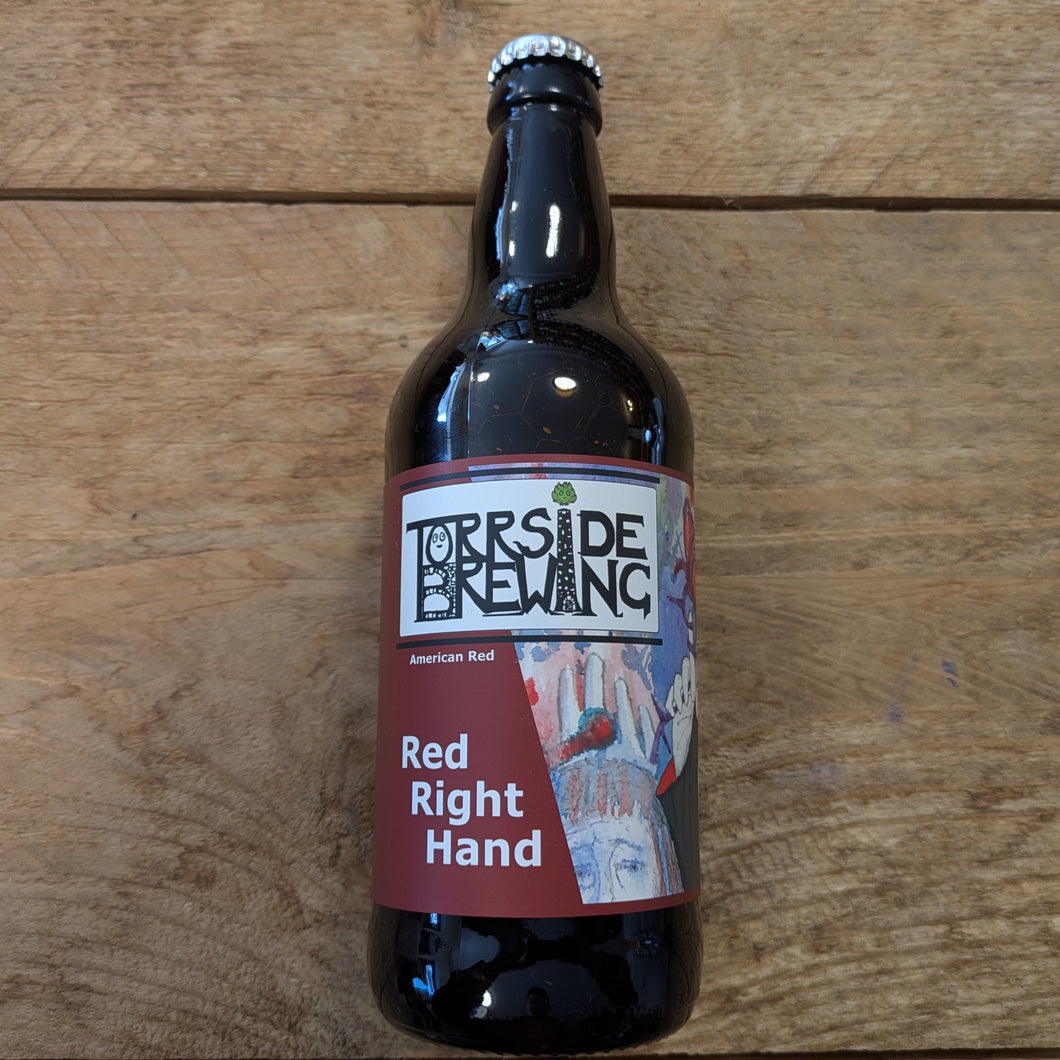 TORRSIDE
BREWING
American Red
Red
Right
Hand